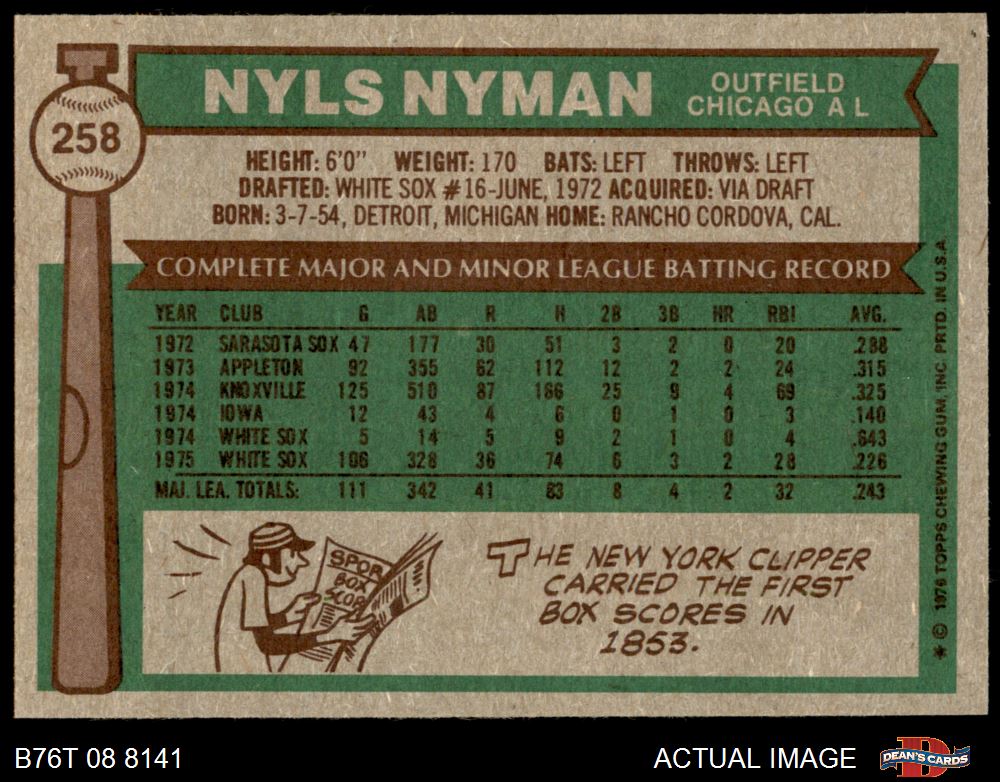 258
NYLS NYMAN
OUTFIELD
CHICAGO A L
HEIGHT: 6'0" WEIGHT: 170 BATS: LEFT THROWS: LEFT
DRAFTED: WHITE SOX #16-JUNE, 1972 ACQUIRED: VIA DRAFT
BORN: 3-7-54, DETROIT, MICHIGAN HOME: RANCHO CORDOVA, CAL.
COMPLETE MAJOR AND MINOR LEAGUE BATTING RECORD
YEAR CLUB G AB R H 2B 3B HR RBI AVG.
1972 SARASOTA SOX 47 177 30 51 3 2 0 20 .288
1973 APPLETON 92 355 62 112 12 2 2 24 .315
1974 KNOXVILLE 125 510 87 166 25 9 4 69 .325
1974 IOWA 12 43 4 6 0 1 0 3 .140
1974 WHITE SOX 5 14 5 9 2 1 0 4 .643
1975 WHITE SOX 106 328 36 74 6 3 2 28 .226
MAJ. LEA. TOTALS: 111 342 41 83 8 4 2 32 .243
SPOR
BOX
SCOR
THE NEW YORK CLIPPER
CARRIED THE FIRST
BOX SCORES IN
1853.
* © 1976 TOPPS CHEWING GUM, INC. PRTD. IN U.S.A.
B76T 08 8141
ACTUAL IMAGE
D
DEAN'S CARDS